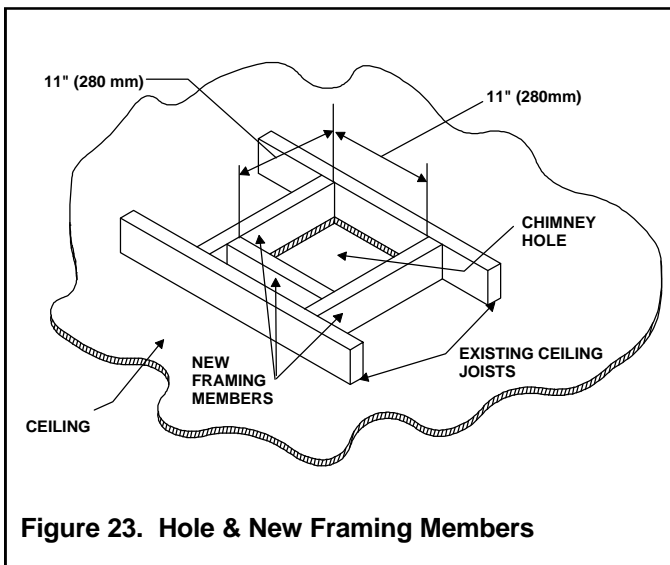 11" (280 mm)
11" (280mm)
CHIMNEY
HOLE
EXISTING CEILING
JOISTS
NEW
FRAMING
MEMBERS
CEILING
Figure 23. Hole & New Framing Members